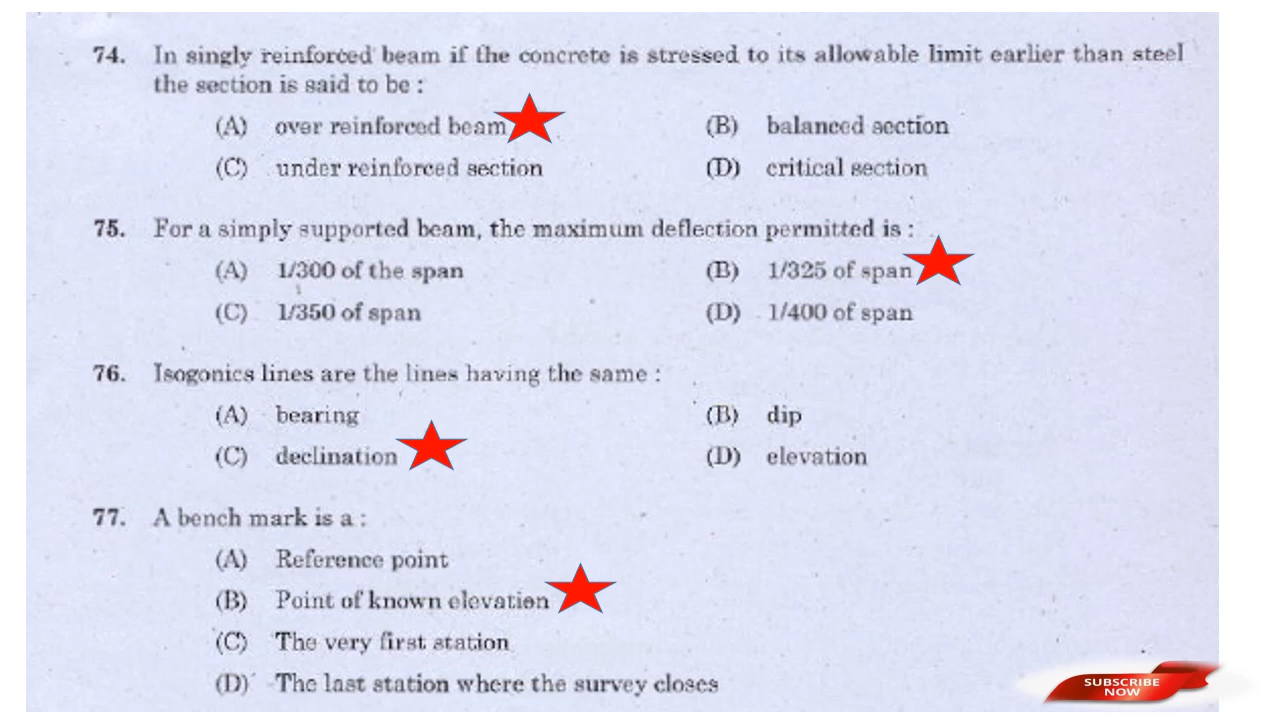 74. In singly reinforced beam if the concrete is stressed to its allowable limit earlier than steel
the section is said to be :
(A) over reinforced beam (B) balanced section
(C) under reinforced section (D) critical section
75. For a simply supported beam, the maximum deflection permitted is :
(A) 1/300 of the span (B) 1/325 of span
(C) 1/350 of span (D) 1/400 of span
76. Isogonics lines are the lines having the same :
(A) bearing (B) dip
(C) declination (D) elevation
77. A bench mark is a :
(A) Reference point
(B) Point of known elevation
(C) The very first station
(D) The last station where the survey closes
SUBSCRIBE
NOW